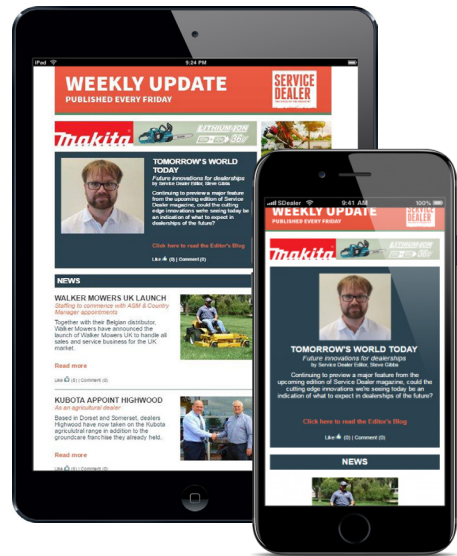 iPad
9:24 PM
WEEKLY UPDATE
PUBLISHED EVERY FRIDAY
SERVICE
DEALER
makita
LITHIUM-ION
36V
TOMORROW'S WORLD
TODAY
Future innovations for dealerships
by Service Dealer Editor, Steve Gibbs
Continuing to preview a major feature
from the upcoming edition of Service
Dealer magazine, could the cutting
edge innovations we're seeing today be
an indication of what to expect in
dealerships of the future?
Click here to read the Editor's Blog
Like (0) | Comment (0)
NEWS
WALKER MOWERS UK LAUNCH
Staffing to commence with ASM & Country
Manager appointments
Together with their Belgian distributor,
Walker Mowers have announced the
launch of Walker Mowers UK to handle all
sales and service business for the UK
market.
Read more
Like (6) | Comment (0)
KUBOTA APPOINT HIGHWOOD
As an agricultural dealer
Based in Dorset and Somerset, dealers
Highwood have now taken on the Kubota
agriculutral range in addition to the
groundcare franchise they already held.
Read more
Like (0) | Comment (0)
SDealer
9:41 AM
100%
WEEKLY UPDATE
PUBLISHED EVERY FRIDAY
SERVICE
DEALER
makita
LITHIUM-ION
36V
TOMORROW'S WORLD TODAY
Future innovations for dealerships
by Service Dealer Editor, Steve Gibbs
Continuing to preview a major feature from the
upcoming edition of Service Dealer magazine, could the
cutting edge innovations we're seeing today be an
indication of what to expect in dealerships of the future?
Click here to read the Editor's Blog
Like (0) | Comment (0)
NEWS